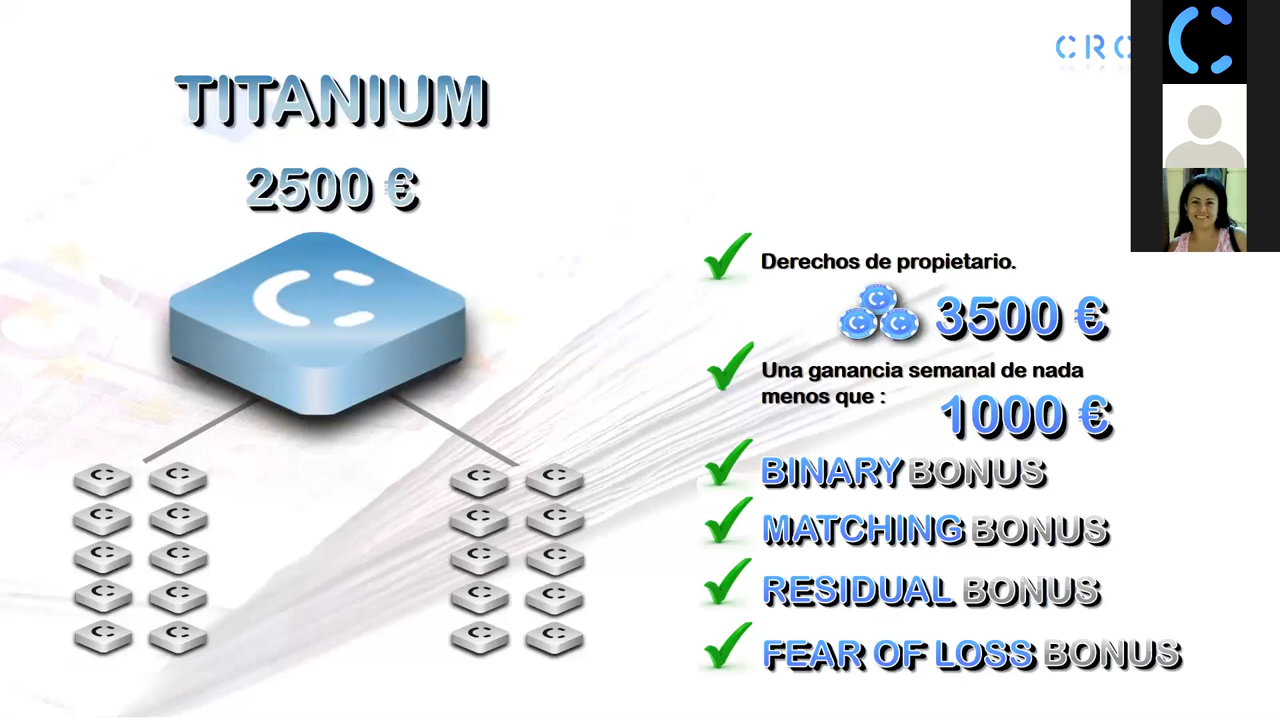 CRC
TITANIUM
2500 €
Derechos de propietario.
3500 €
Una ganancia semanal de nada
menos que :
1000 €
BINARY BONUS
MATCHING BONUS
RESIDUAL BONUS
FEAR OF LOSS BONUS